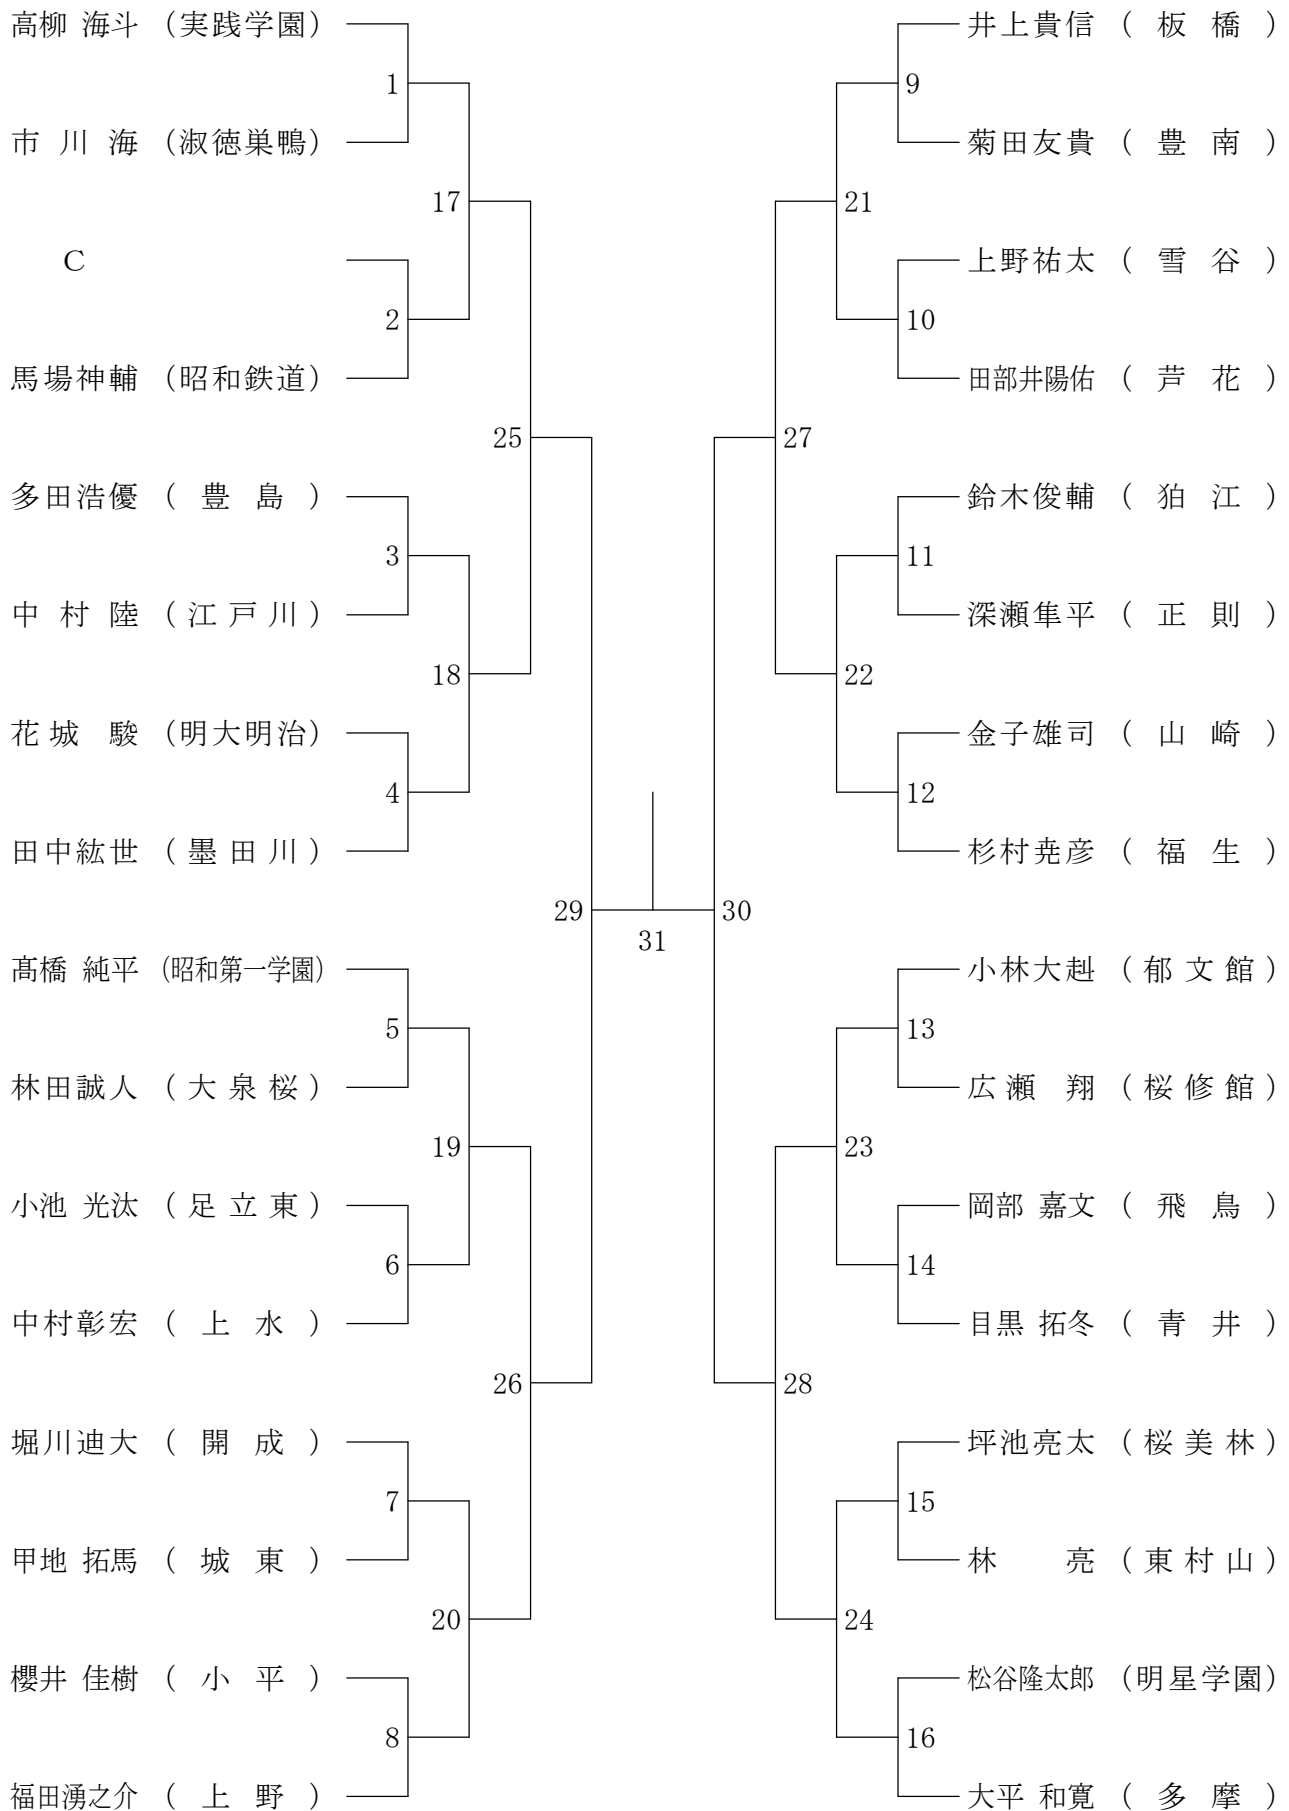 高柳 海斗 （実践学園）
1
市 川 海 （淑徳巣鴨）
17
C
2
馬場神輔 （昭和鉄道）
25
多田浩優 （ 豊 島 ）
3
中 村 陸 （江戸川）
18
花城 駿 （明大明治）
4
田中紘世 （墨田川）
29
髙橋 純平 （昭和第一学園）
5
林田誠人 （大泉桜）
19
小池 光汰 （足立東）
6
中村彰宏 （ 上 水 ）
26
堀川迪大 （ 開 成 ）
7
甲地 拓馬 （ 城 東 ）
20
櫻井 佳樹 （ 小 平 ）
8
福田湧之介 （ 上 野 ）
31
井上貴信 （ 板 橋 ）
9
菊田友貴 （ 豊 南 ）
21
上野祐太 （ 雪 谷 ）
10
田部井陽佑 （ 芦 花 ）
27
鈴木俊輔 （ 狛 江 ）
11
深瀬隼平 （ 正 則 ）
22
金子雄司 （ 山 崎 ）
12
杉村尭彦 （ 福 生 ）
30
小林大赳 （郁文館）
13
広瀬 翔 （桜修館）
23
岡部 嘉文 （ 飛 鳥 ）
14
目黒 拓冬 （ 青 井 ）
28
坪池亮太 （桜美林）
15
林 亮 （東村山）
24
松谷隆太郎 （明星学園）
16
大平 和寛 （ 多 摩 ）